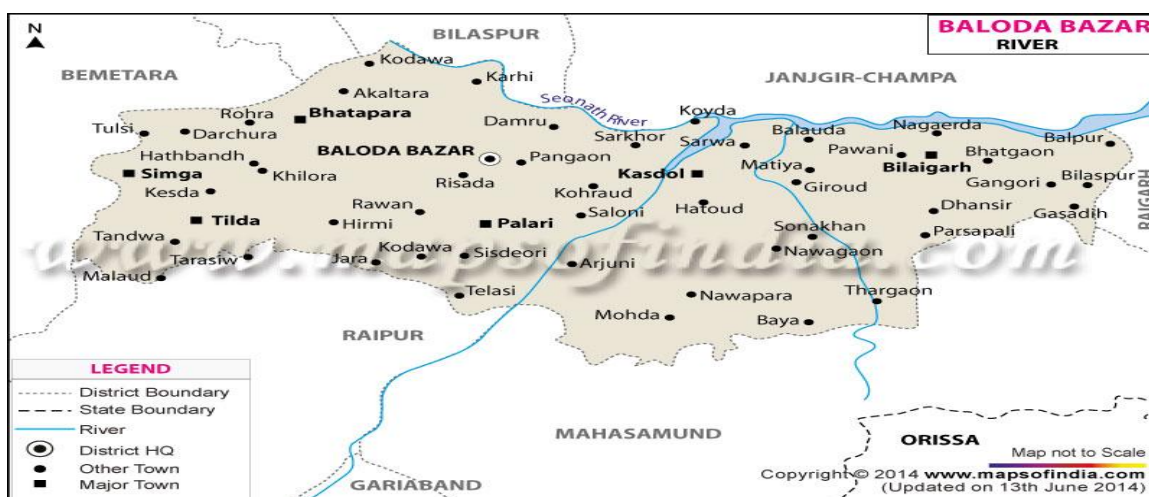 N
BALODA BAZAR
RIVER
BILASPUR
BEMETARA
JANJGIR-CHAMPA
Kodawa
Karhi
Akaltara
Seonath River
Koyda
Rohra
Bhatapara
Damru
Tulsi
Darchura
Sarkhor
Sarwa
Balauda
Nagaerda
Balpur
Hathbandh
BALODA BAZAR
Pangaon
Matiya
Pawani
Bhatgaon
Simga
Khilora
Risada
Kasdol
Bilaigarh
Kesda
Kohraud
Giroud
Gangori
Bilaspur
Rawan
Saloni
Hatoud
Dhansir
Gasadih
RAIGARH
Tilda
Hirmi
Palari
Sonakhan
Parsapali
Tandwa
Kodawa
Sisdeori
Nawagaon
www.mapsofindia.com
Tarasiw
Jara
Arjuni
Malaud
Telasi
Nawapara
Thargaon
Mohda
Baya
RAIPUR
MAHASAMUND
GARIABAND
ORISSA
LEGEND
District Boundary
State Boundary
River
District HQ
Other Town
Major Town
Map not to Scale
Copyright © 2014 www.mapsofindia.com
(Updated on 13th June 2014)